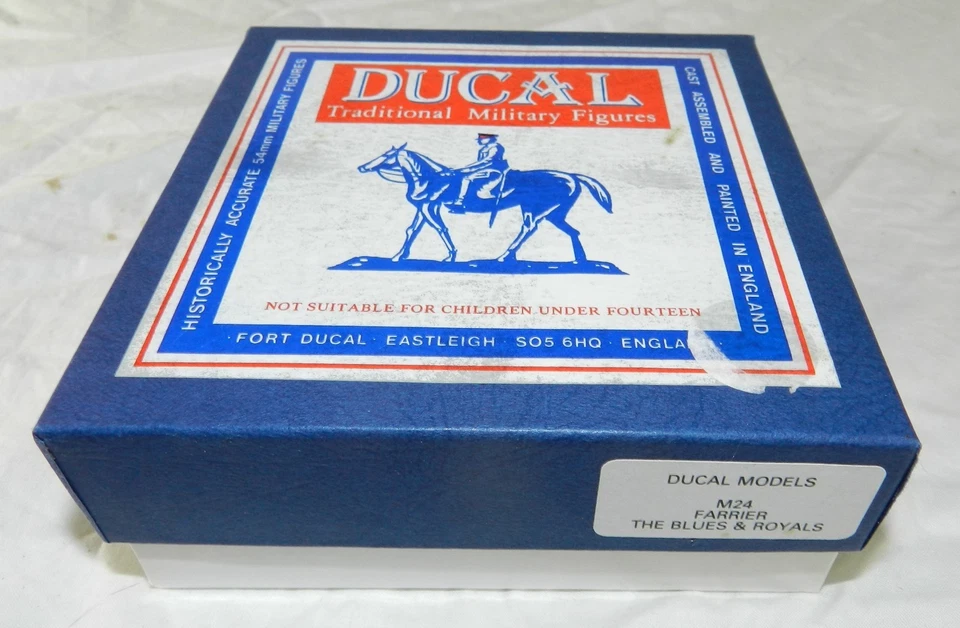 DUCAL
Traditional Military Figures
HISTORICALLY ACCURATE 54mm MILITARY FIGURES
CAST ASSEMBLED AND PAINTED IN ENGLAND
NOT SUITABLE FOR CHILDREN UNDER FOURTEEN
· FORT DUCAL · EASTLEIGH · SO5 6HQ · ENGLA
DUCAL MODELS
M24
FARRIER
THE BLUES & ROYALS